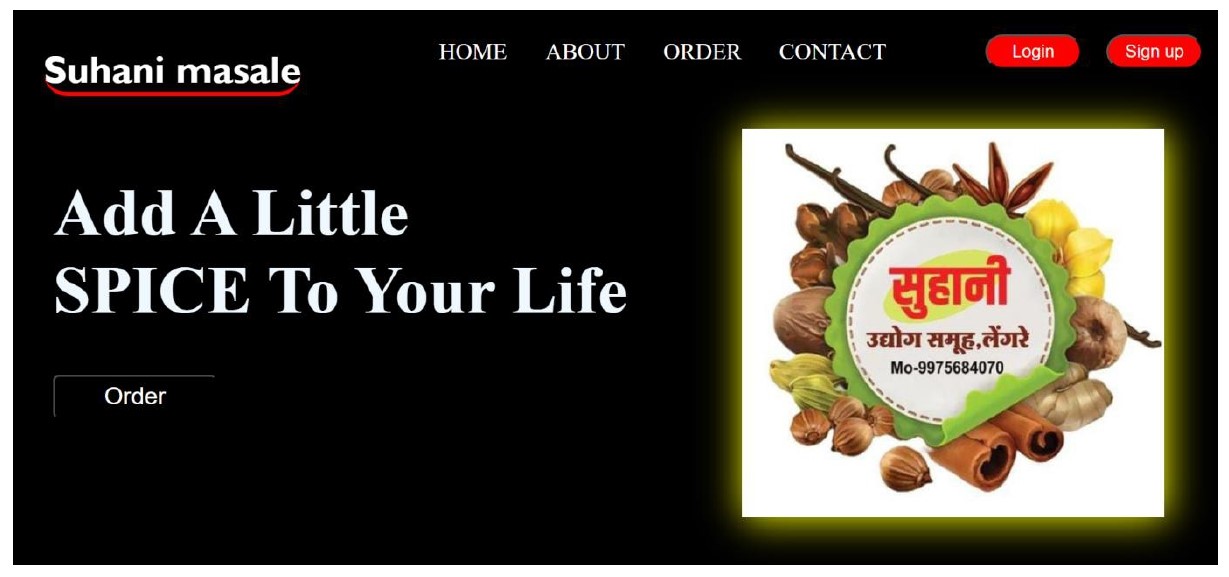 Suhani masale
HOME ABOUT ORDER CONTACT
Login Sign up
Add A Little
SPICE To Your Life
Order
सुहानी
उद्योग समूह,लेंगरे
Mo-9975684070